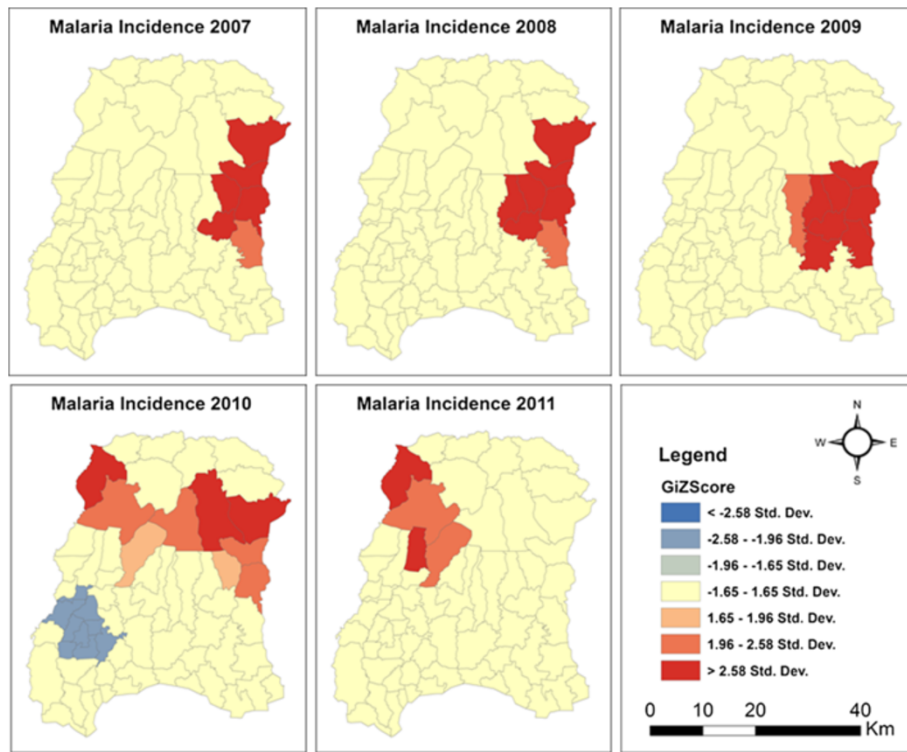 Malaria Incidence 2007
Malaria Incidence 2008
Malaria Incidence 2009
Malaria Incidence 2010
Malaria Incidence 2011
N
W
E
S
Legend
GiZScore
< -2.58 Std. Dev.
-2.58 - -1.96 Std. Dev.
-1.96 - -1.65 Std. Dev.
-1.65 - 1.65 Std. Dev.
1.65 - 1.96 Std. Dev.
1.96 - 2.58 Std. Dev.
> 2.58 Std. Dev.
0 10 20 30 40
Km